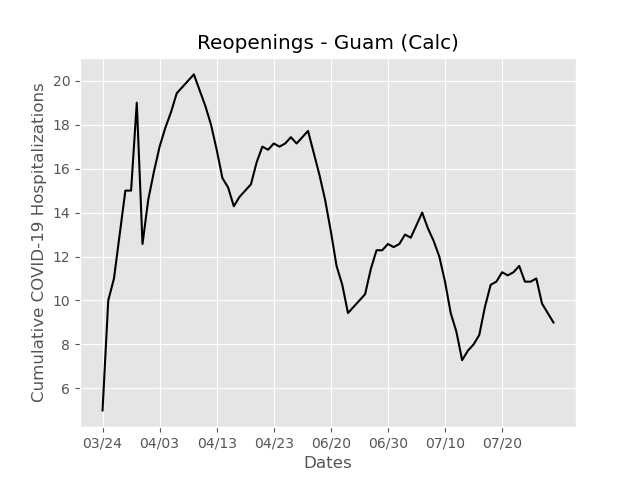 Reopenings - Guam (Calc)
Cumulative COVID-19 Hospitalizations
20
18
16
14
12
10
8
6
03/24 04/03 04/13 04/23 06/20 06/30 07/10 07/20
Dates